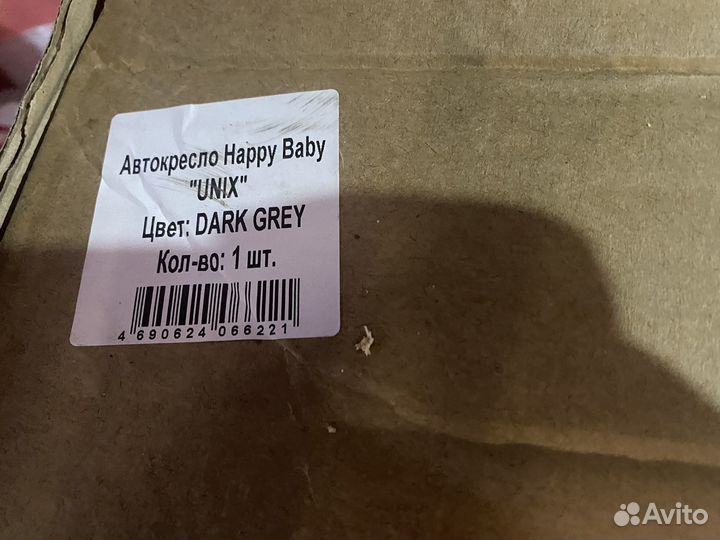 Автокресло Happy Baby
"UNIX"
Цвет: DARK GREY
Кол-во: 1 шт.
4 690624 066221
Avito